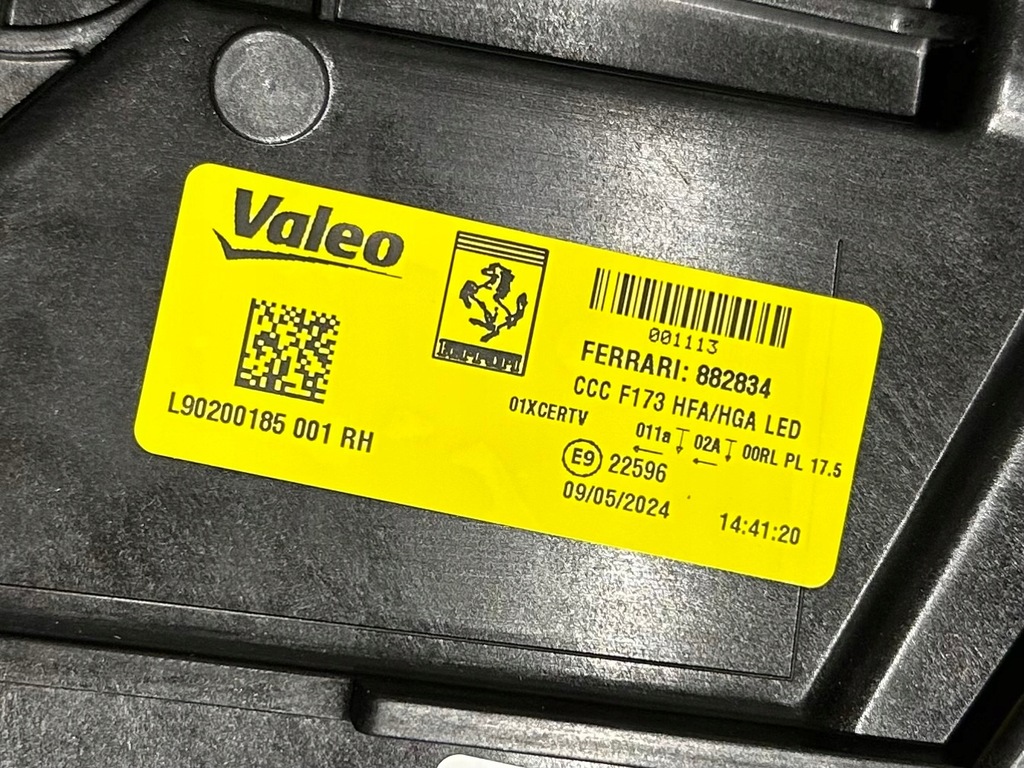 Valeo
Ferrari
001113
FERRARI: 882834
CCC F173 HFA/HGA LED
01XCERTV
011a 02A 00RL PL 17.5
E9 22596
09/05/2024 14:41:20
L90200185 001 RH